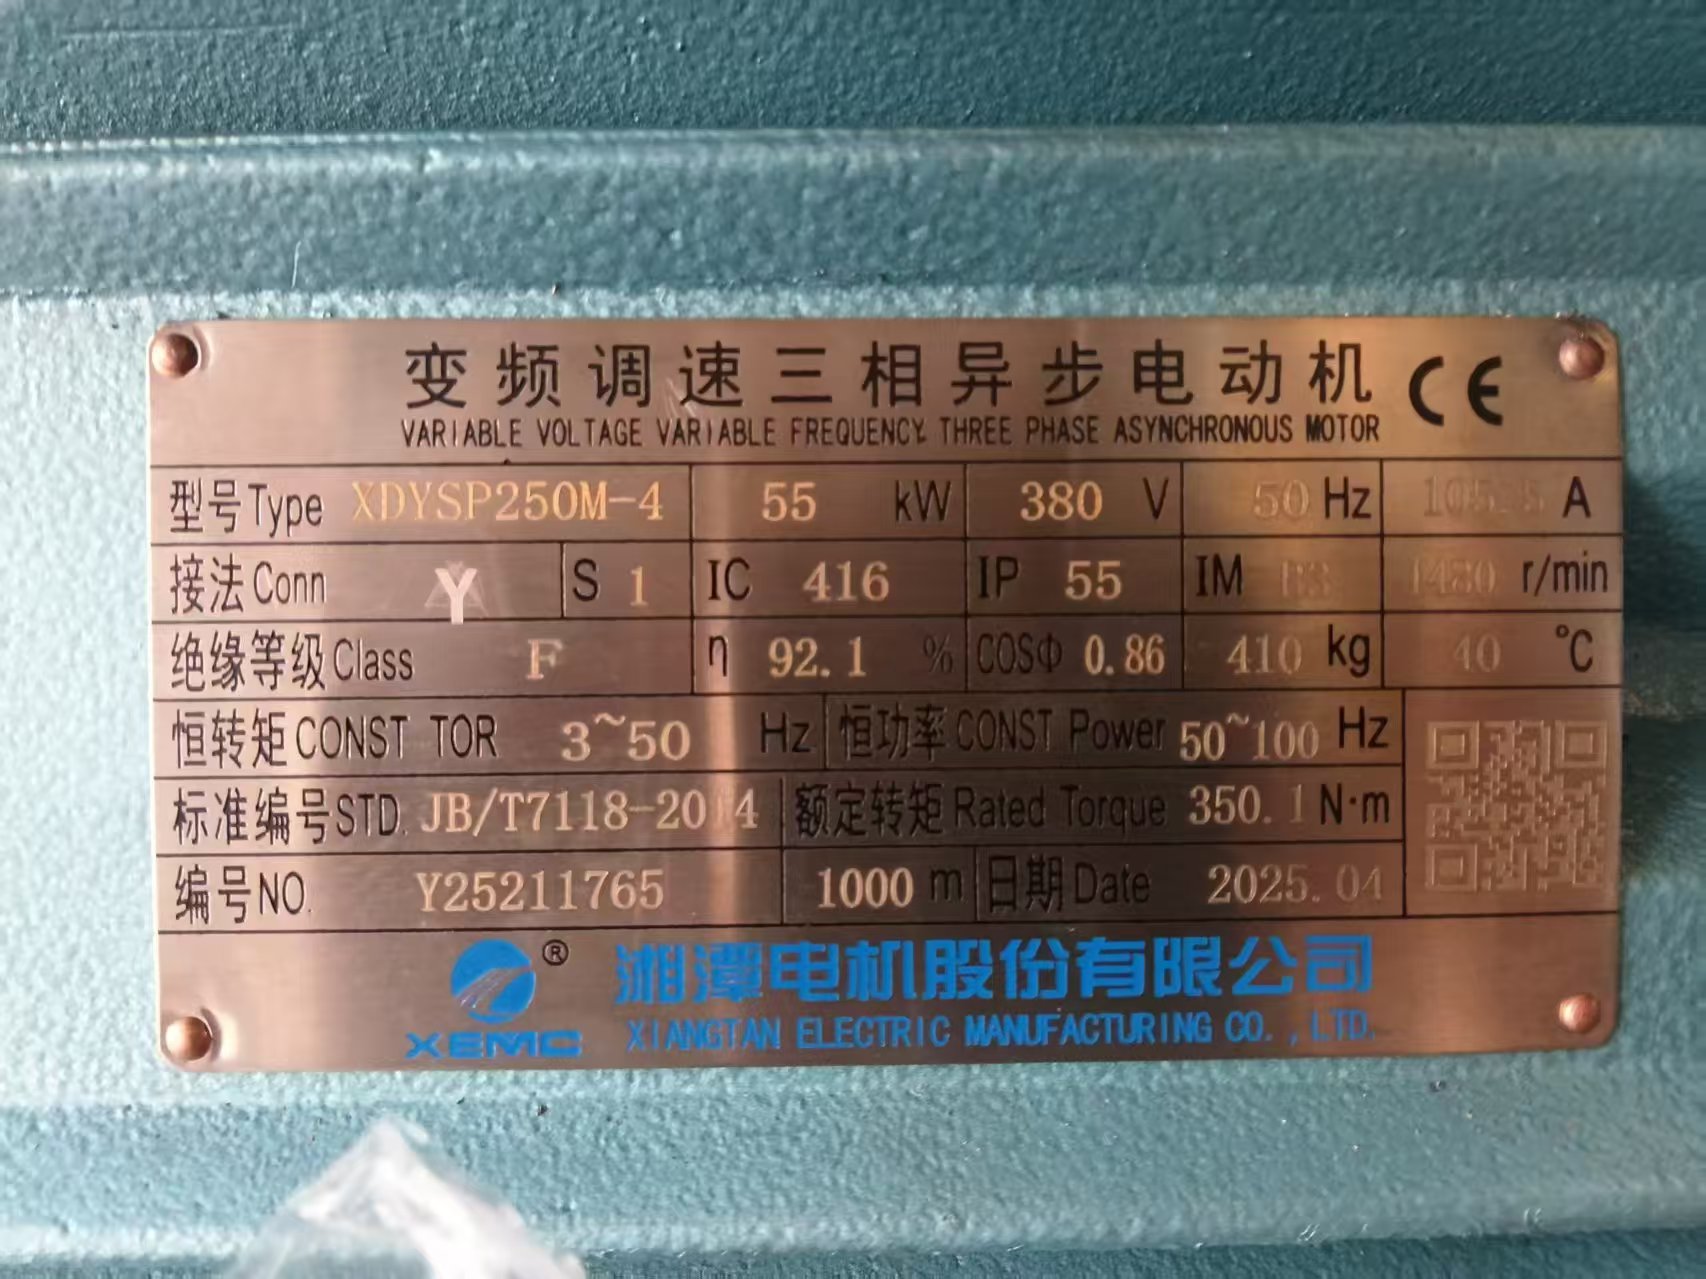 变频调速三相异步电动机 CE
VARIABLE VOLTAGE VARIABLE FREQUENCY THREE PHASE ASYNCHRONOUS MOTOR
型号Type XDYSP250M-4 55 kW 380 V 50 Hz A
接法Conn Y S 1 IC 416 IP 55 IM 1480 r/min
绝缘等级Class F η 92.1 % COSΦ 0.86 410 kg 40 ℃
恒转矩CONST TOR 3~50 Hz 恒功率CONST Power 50~100 Hz
标准编号STD. JB/T7118-2014 额定转矩Rated Torque 350.1 N·m
编号NO. Y25211765 1000 m 日期Date 2025.04
XEMC ® 湘潭电机股份有限公司
XIANGTAN ELECTRIC MANUFACTURING CO.,LTD.